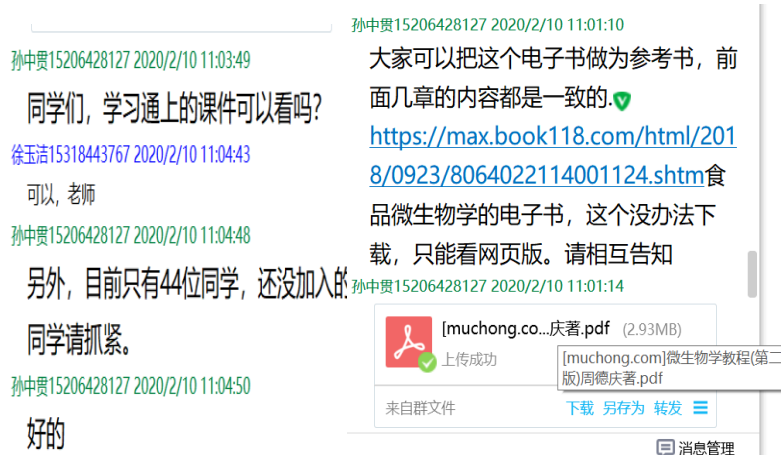 孙中贯15206428127 2020/2/10 11:03:49
同学们，学习通上的课件可以看吗？
徐玉洁15318443767 2020/2/10 11:04:43
可以，老师
孙中贯15206428127 2020/2/10 11:04:48
另外，目前只有44位同学，还没加入的
同学请抓紧。
孙中贯15206428127 2020/2/10 11:04:50
好的
孙中贯15206428127 2020/2/10 11:01:10
大家可以把这个电子书做为参考书，前
面几章的内容都是一致的.
https://max.book118.com/html/201
8/0923/8064022114001124.shtm食
品微生物学的电子书，这个没办法下
载，只能看网页版。请相互告知
孙中贯15206428127 2020/2/10 11:01:14
[muchong.co...庆著.pdf (2.93MB)
上传成功
[muchong.com]微生物学教程(第二
版)周德庆著.pdf
来自群文件 下载 另存为 转发
消息管理